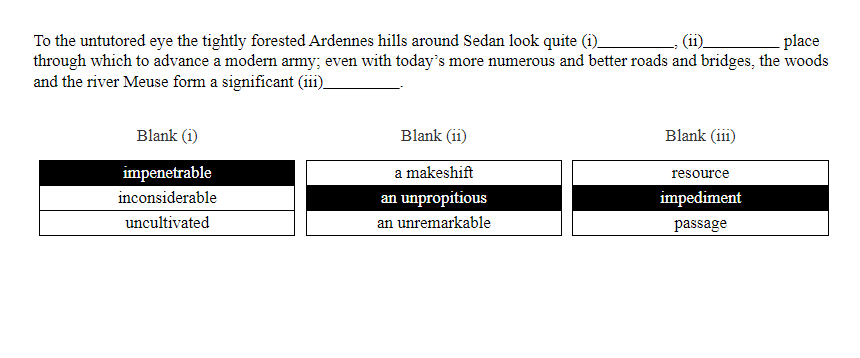 To the untutored eye the tightly forested Ardennes hills around Sedan look quite (i)__________, (ii)__________ place
through which to advance a modern army; even with today’s more numerous and better roads and bridges, the woods
and the river Meuse form a significant (iii)__________.
Blank (i) Blank (ii) Blank (iii)
impenetrable a makeshift resource
inconsiderable an unpropitious impediment
uncultivated an unremarkable passage